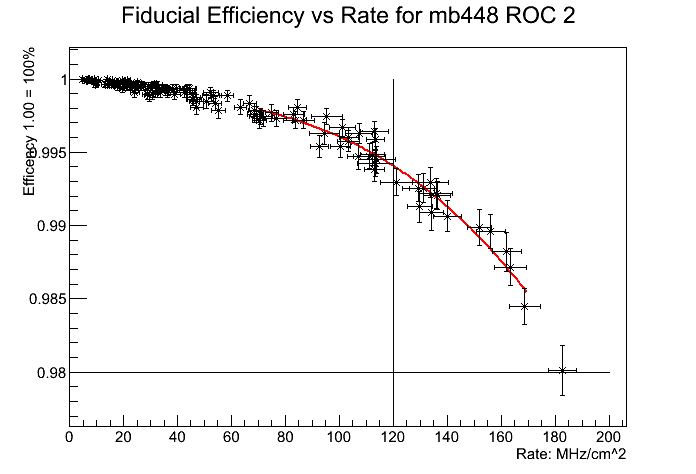 Fiducial Efficiency vs Rate for mb448 ROC 2
Efficency 1.00 = 100%
1
0.995
0.99
0.985
0.98
0 20 40 60 80 100 120 140 160 180 200
Rate: MHz/cm^2